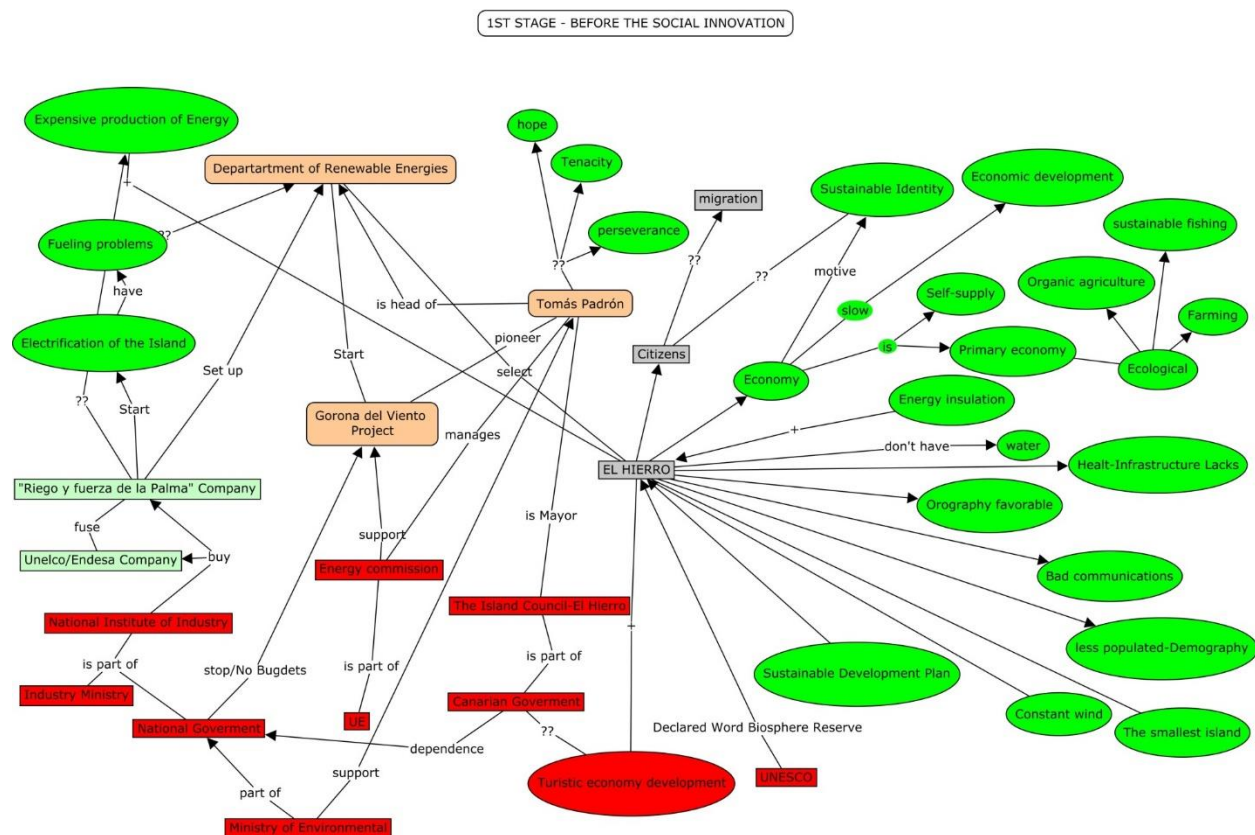 1ST STAGE - BEFORE THE SOCIAL INNOVATION
Expensive production of Energy
hope
Departartment of Renewable Energies
Tenacity
+
migration
Sustainable Identity
Economic development
sustainable fishing
perseverance
??
Fueling problems
??
??
motive
Organic agriculture
have
is head of
Tomás Padrón
??
slow
Self-supply
Farming
Electrification of the Island
Start
pioneer
Citizens
is
Primary economy
Ecological
Set up
select
Economy
??
Start
Gorona del Viento
Project
manages
Energy insulation
+
don't have
water
EL HIERRO
Healt-Infrastructure Lacks
"Riego y fuerza de la Palma" Company
Orography favorable
fuse
is Mayor
support
Unelco/Endesa Company
buy
Energy commission
Bad communications
The Island Council-El Hierro
National Institute of Industry
+
less populated-Demography
is part of
stop/No Bugdets
is part of
is part of
Sustainable Development Plan
Industry Ministry
National Goverment
UE
Canarian Goverment
Declared Word Biosphere Reserve
Constant wind
The smallest island
dependence
??
support
Turistic economy development
UNESCO
part of
Ministry of Environmental